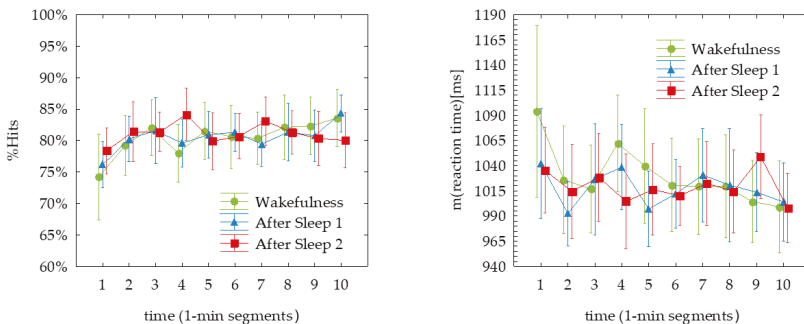 100%
95%
90%
85%
80%
75%
70%
65%
60%
%Hits
Wakefulness
After Sleep 1
After Sleep 2
1 2 3 4 5 6 7 8 9 10
time (1-min segments)
1190
1165
1140
1115
1090
1065
1040
1015
990
965
940
m(reaction time)[ms]
Wakefulness
After Sleep 1
After Sleep 2
1 2 3 4 5 6 7 8 9 10
time (1-min segments)